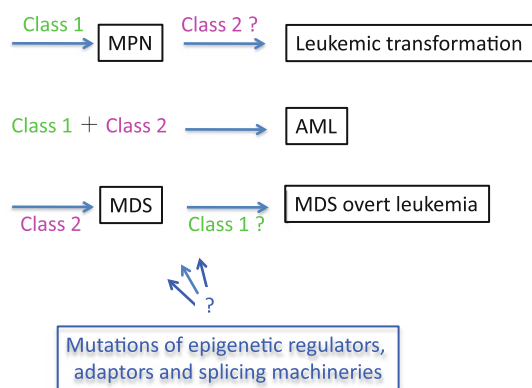 Class 1
MPN
Class 2 ?
Leukemic transformation
Class 1 + Class 2
AML
Class 2
MDS
Class 1 ?
MDS overt leukemia
?
Mutations of epigenetic regulators,
adaptors and splicing machineries